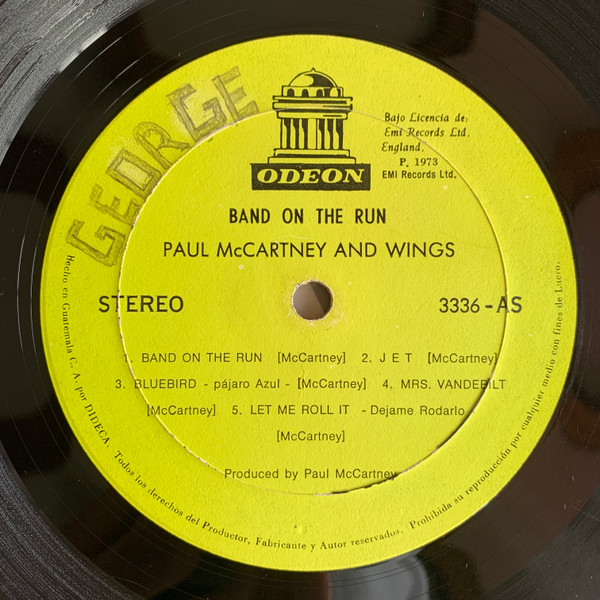 GEORGE
ODEON
Bajo Licencia de:
Emi Records Ltd.
England.
P. 1973
EMI Records Ltd.
BAND ON THE RUN
PAUL McCARTNEY AND WINGS
STEREO
3336-AS
1. BAND ON THE RUN [McCartney] 2. JET [McCartney]
3. BLUEBIRD - pájaro Azul - [McCartney] 4. MRS. VANDEBILT
[McCartney] 5. LET ME ROLL IT - Dejame Rodarlo
[McCartney]
Produced by Paul McCartney
Hecho en Guatemala C. A. por DIDECA. Todos los derechos del Productor, Fabricante y Autor reservados. Prohibida su reproducción por cualquier medio con fines de Lucro.